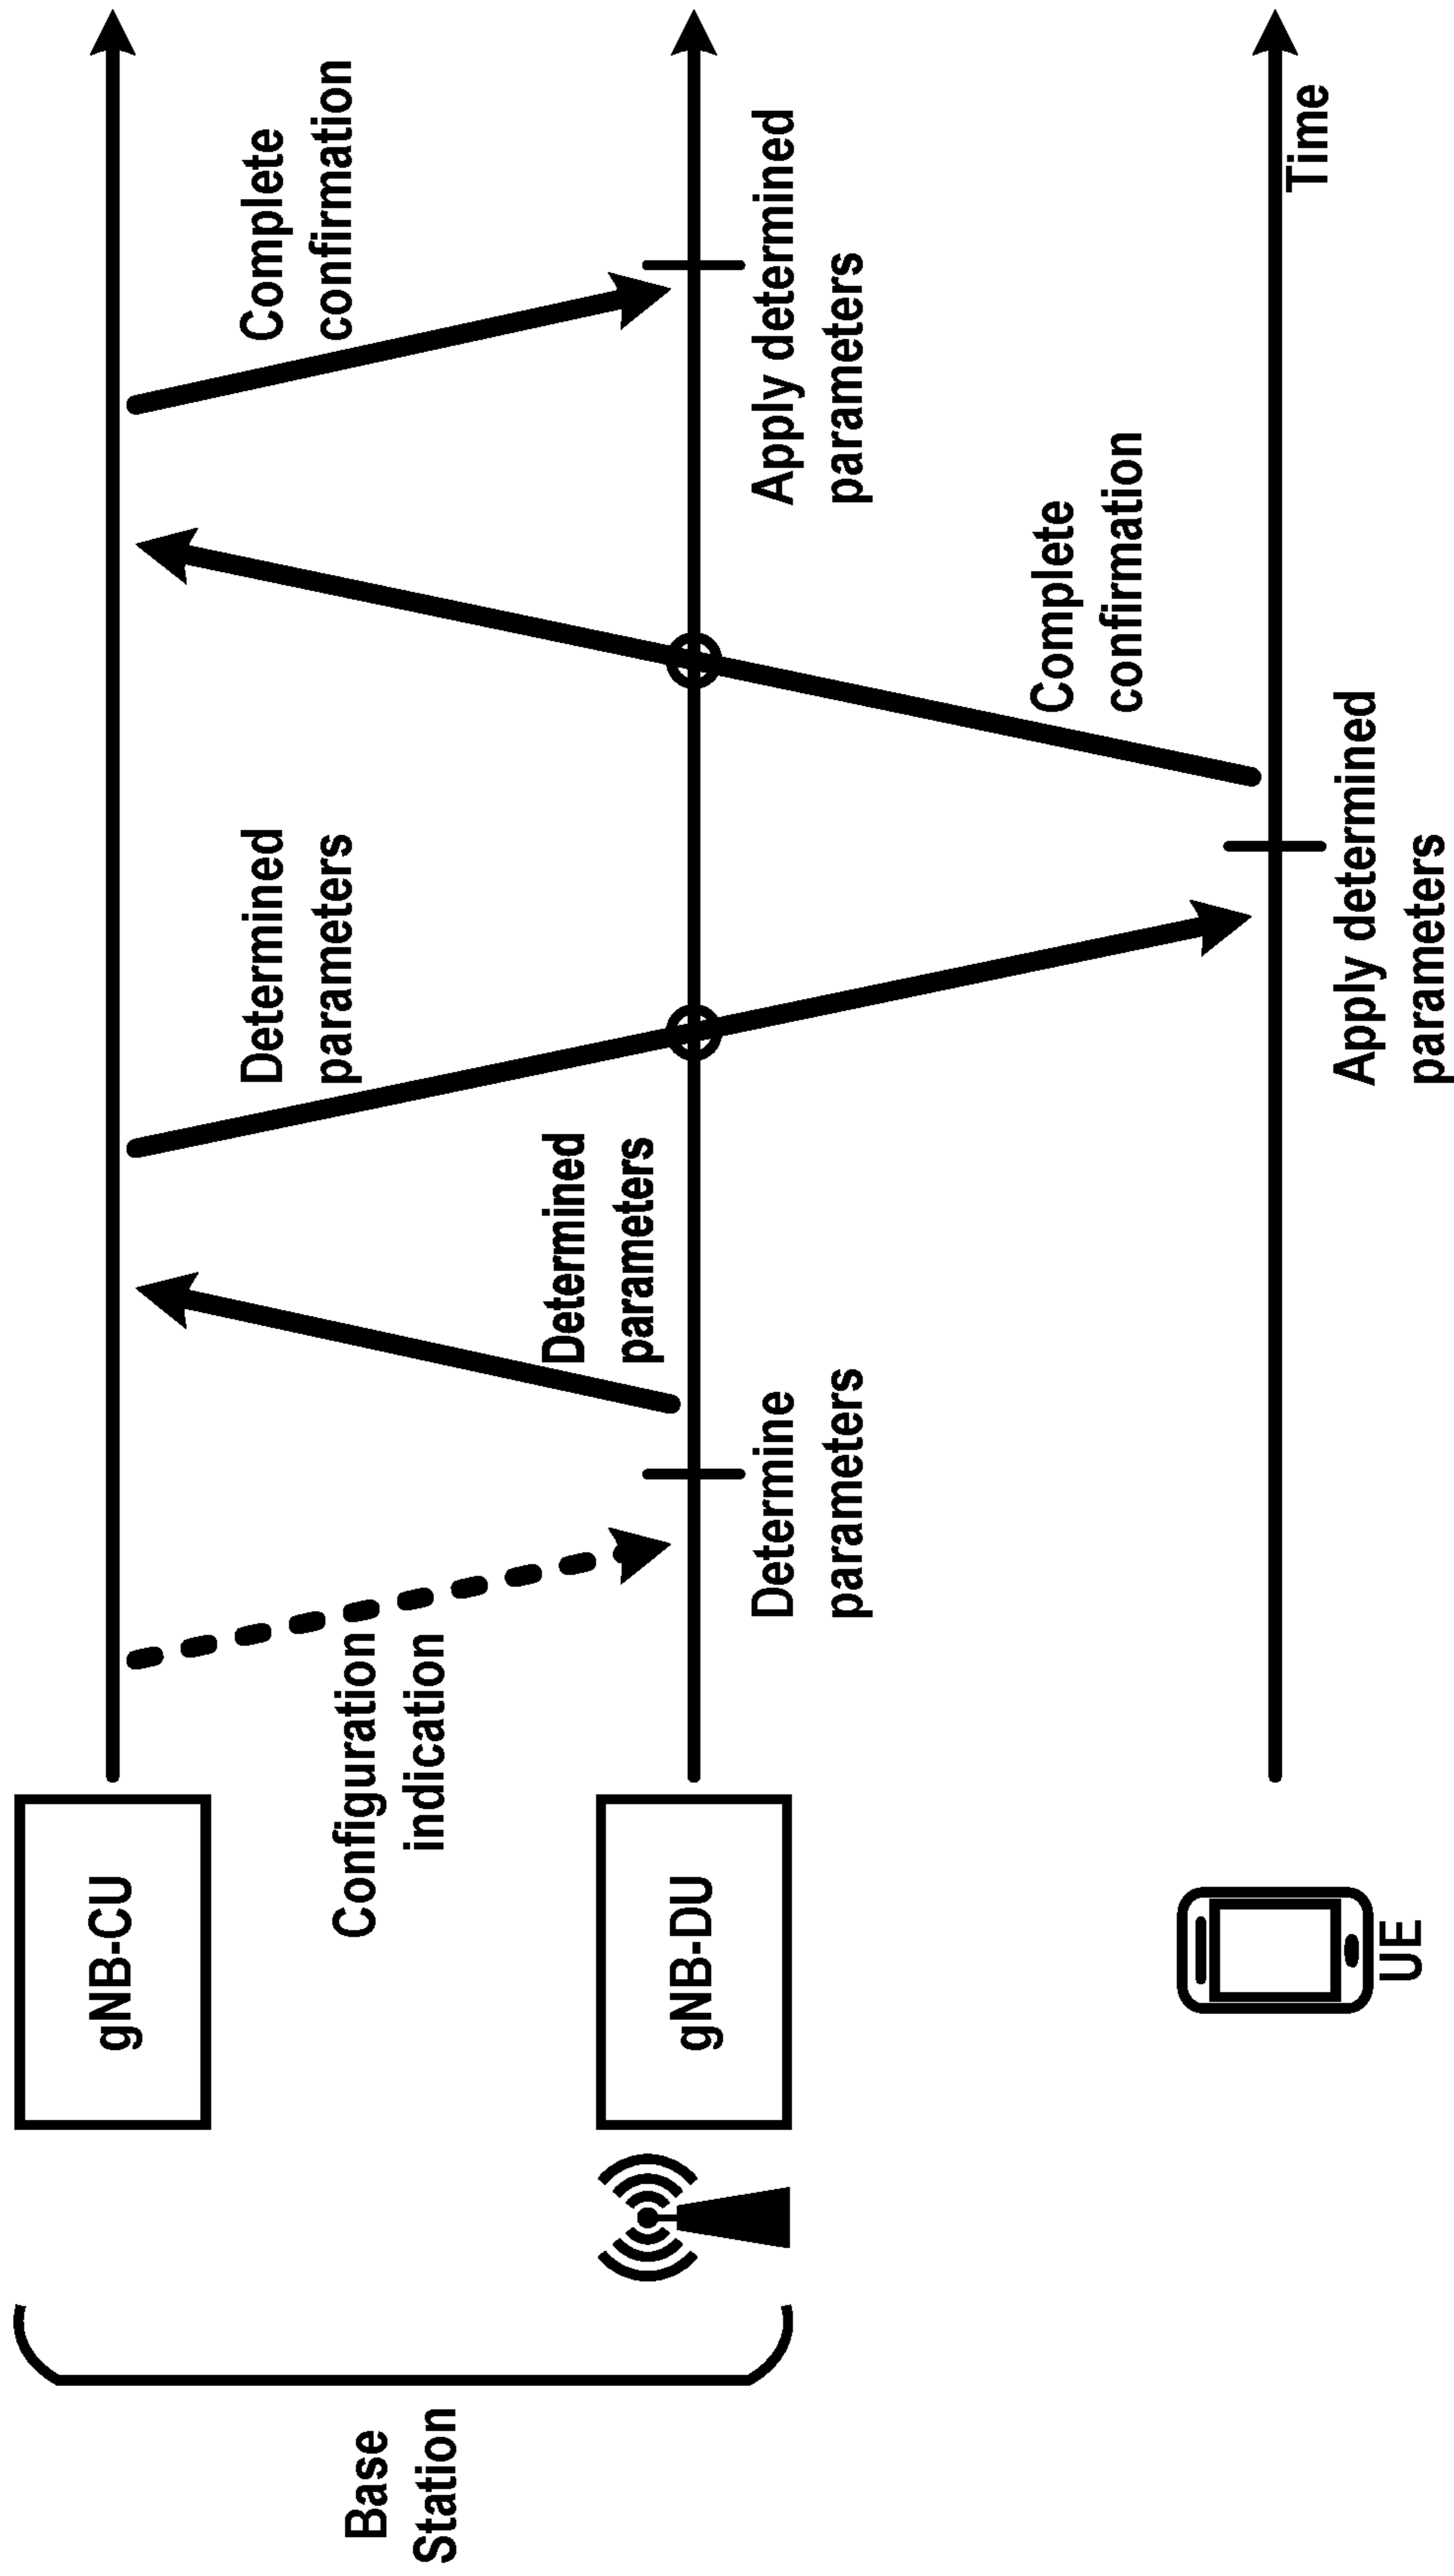 Base
Station
gNB-CU
gNB-DU
UE
Configuration
indication
Determine
parameters
Determined
parameters
Determined
parameters
Apply determined
parameters
Complete
confirmation
Complete
confirmation
Apply determined
parameters
Time